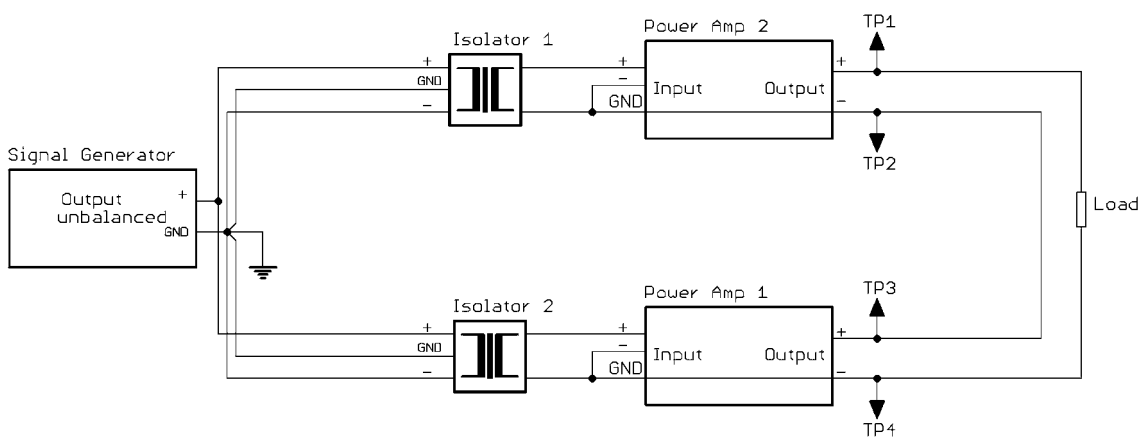 TP1
Power Amp 2
Isolator 1
+
GND
-
+
-
GND
Input
Output
+
-
TP2
Signal Generator
Output
unbalanced
+
GND
Load
TP3
Power Amp 1
Isolator 2
+
GND
-
+
-
GND
Input
Output
+
-
TP4